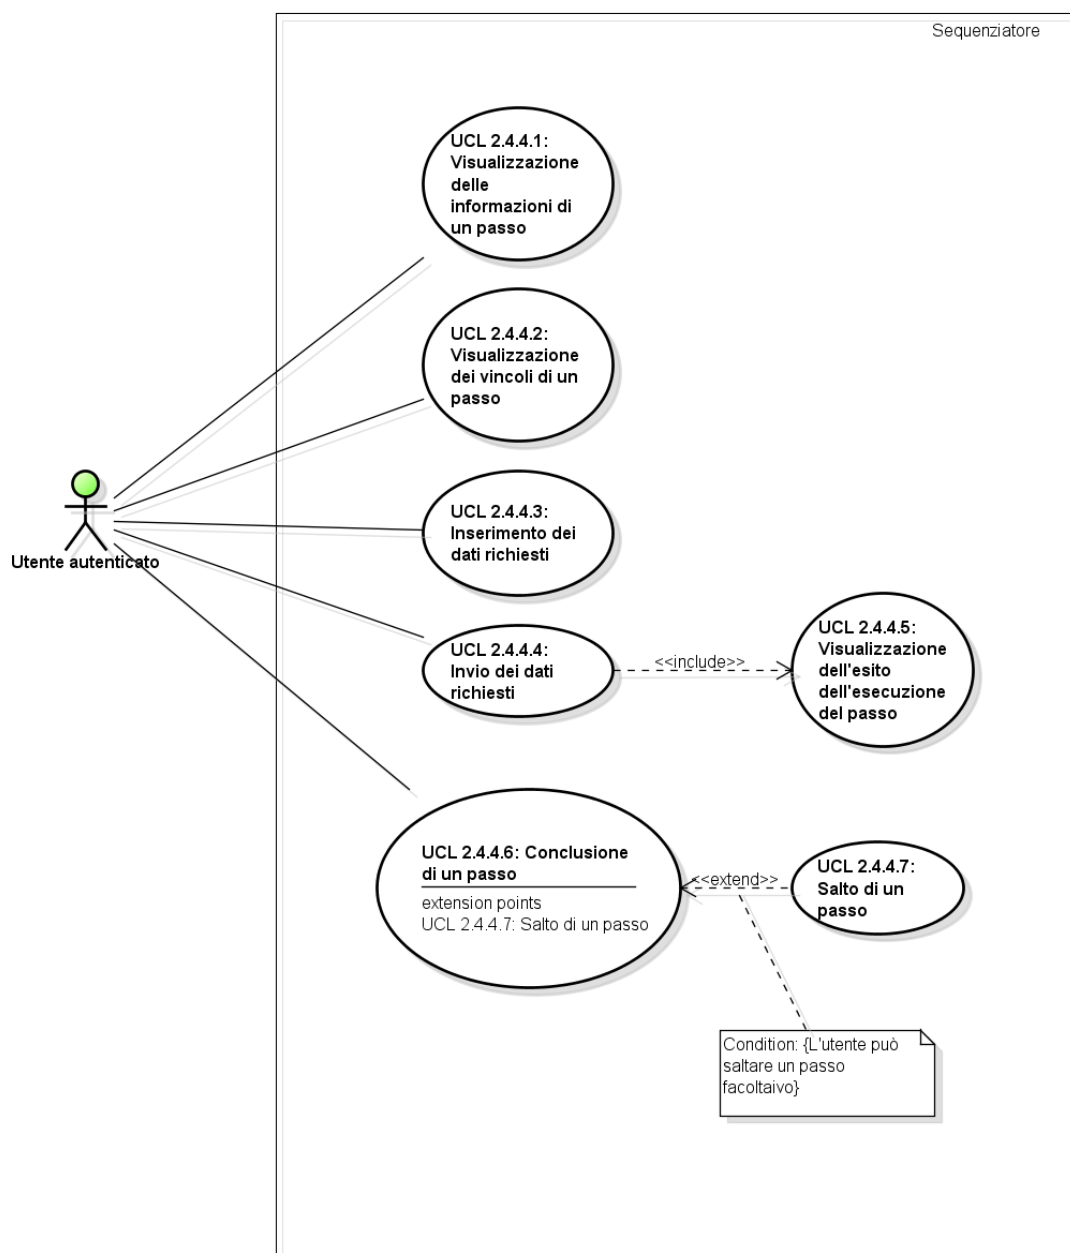 Sequenziatore
UCL 2.4.4.1:
Visualizzazione
delle
informazioni di
un passo
UCL 2.4.4.2:
Visualizzazione
dei vincoli di un
passo
UCL 2.4.4.3:
Inserimento dei
dati richiesti
Utente autenticato
UCL 2.4.4.4:
Invio dei dati
richiesti
<<include>>
UCL 2.4.4.5:
Visualizzazione
dell'esito
dell'esecuzione
del passo
UCL 2.4.4.6: Conclusione
di un passo
extension points
UCL 2.4.4.7: Salto di un passo
<<extend>>
UCL 2.4.4.7:
Salto di un
passo
Condition: {L'utente può
saltare un passo
facoltaivo}